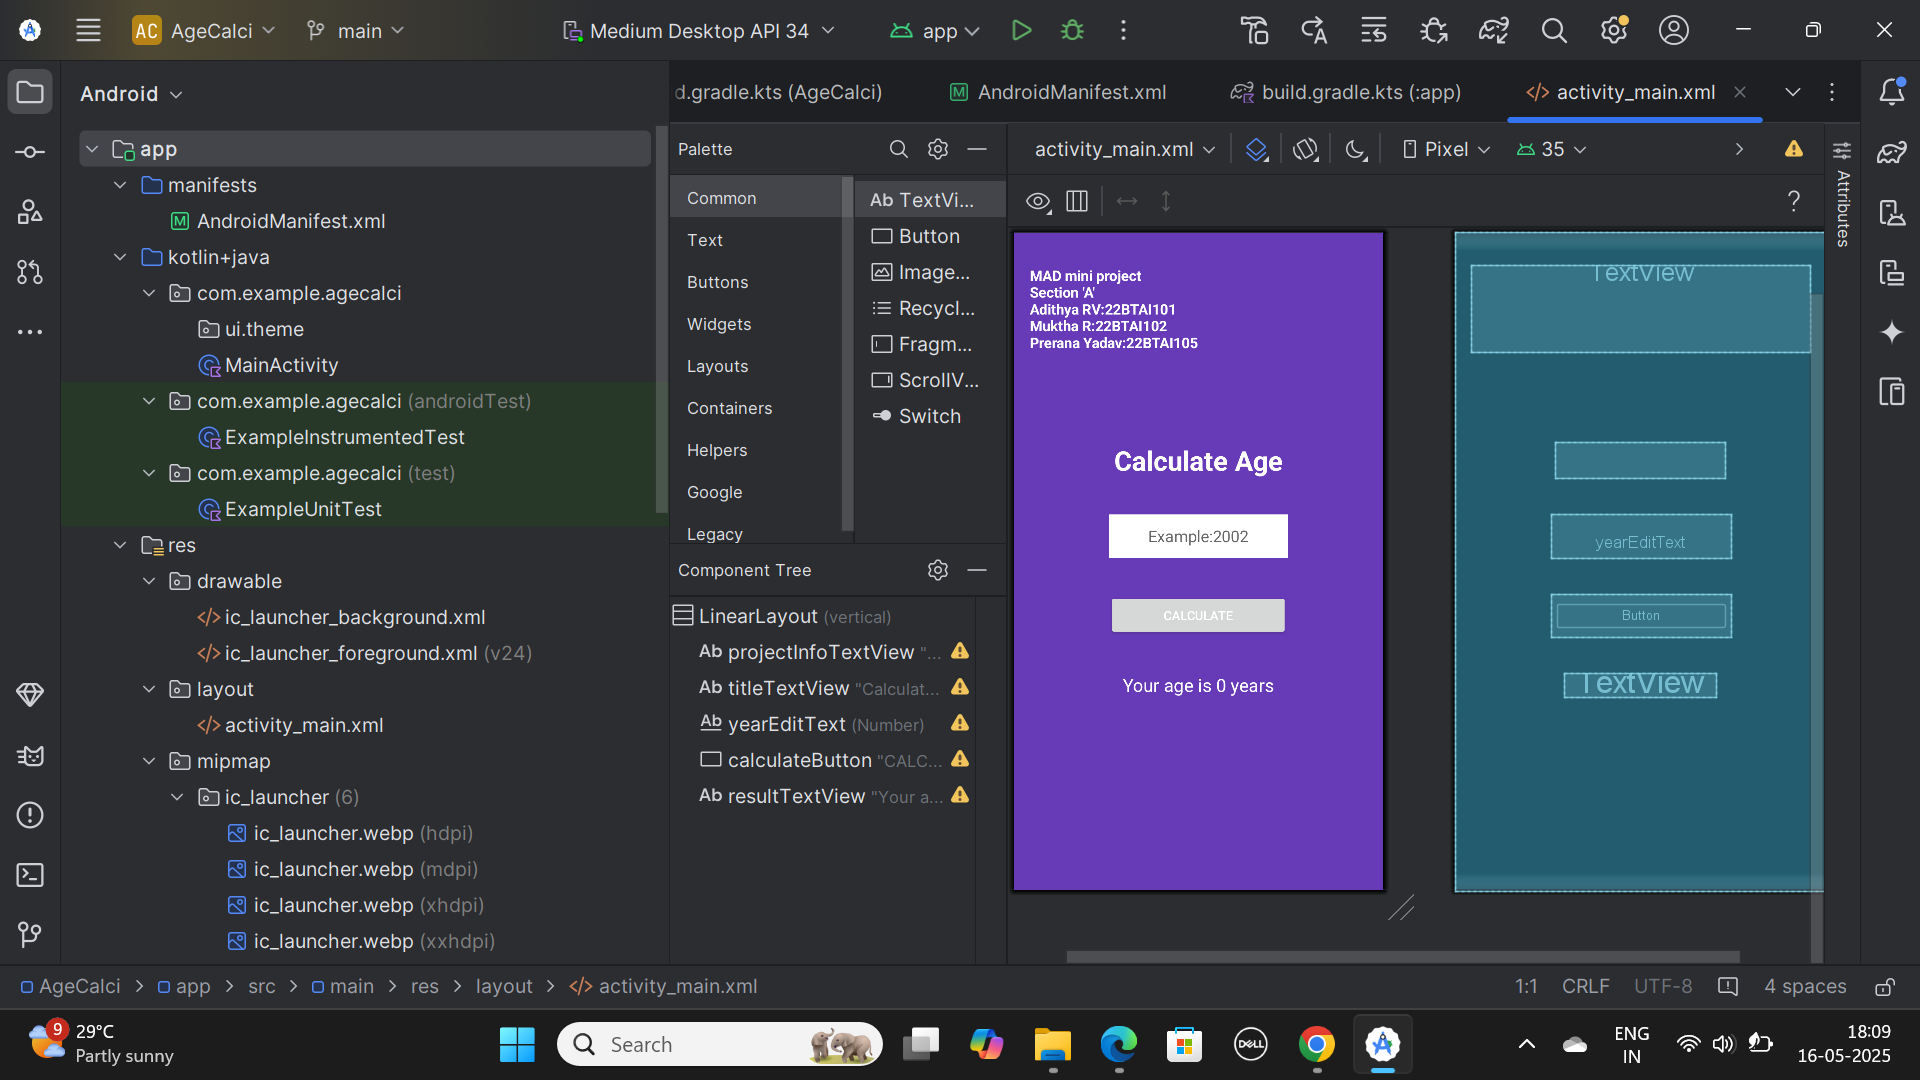 AC AgeCalci
main
Medium Desktop API 34
app
Android
d.gradle.kts (AgeCalci)
AndroidManifest.xml
build.gradle.kts (:app)
activity_main.xml
app
manifests
AndroidManifest.xml
kotlin+java
com.example.agecalci
ui.theme
MainActivity
com.example.agecalci (androidTest)
ExampleInstrumentedTest
com.example.agecalci (test)
ExampleUnitTest
res
drawable
ic_launcher_background.xml
ic_launcher_foreground.xml (v24)
layout
activity_main.xml
mipmap
ic_launcher (6)
ic_launcher.webp (hdpi)
ic_launcher.webp (mdpi)
ic_launcher.webp (xhdpi)
ic_launcher.webp (xxhdpi)
Palette
Common
Text
Buttons
Widgets
Layouts
Containers
Helpers
Google
Legacy
Ab TextVi...
Button
Image...
Recycl...
Fragm...
ScrollV...
Switch
Component Tree
LinearLayout (vertical)
Ab projectInfoTextView "...
Ab titleTextView "Calculat...
Ab yearEditText (Number)
calculateButton "CALC...
Ab resultTextView "Your a...
activity_main.xml
Pixel
35
Attributes
?
MAD mini project
Section 'A'
Adithya RV:22BTAI101
Muktha R:22BTAI102
Prerana Yadav:22BTAI105
Calculate Age
Example:2002
CALCULATE
Your age is 0 years
TextView
yearEditText
Button
TextView
AgeCalci > app > src > main > res > layout > activity_main.xml
1:1 CRLF UTF-8 4 spaces
9
29°C
Partly sunny
Search
DELL
ENG
IN
18:09
16-05-2025